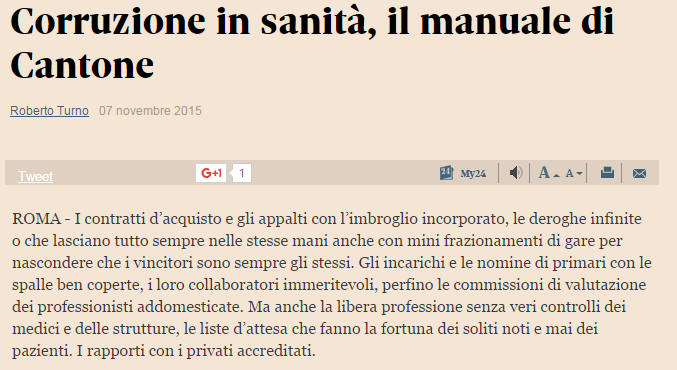 Corruzione in sanità, il manuale di
Cantone
Roberto Turno 07 novembre 2015
Tweet G+1 1 24 My24 A A
ROMA - I contratti d'acquisto e gli appalti con l'imbroglio incorporato, le deroghe infinite
o che lasciano tutto sempre nelle stesse mani anche con mini frazionamenti di gare per
nascondere che i vincitori sono sempre gli stessi. Gli incarichi e le nomine di primari con le
spalle ben coperte, i loro collaboratori immeritevoli, perfino le commissioni di valutazione
dei professionisti addomesticate. Ma anche la libera professione senza veri controlli dei
medici e delle strutture, le liste d'attesa che fanno la fortuna dei soliti noti e mai dei
pazienti. I rapporti con i privati accreditati.